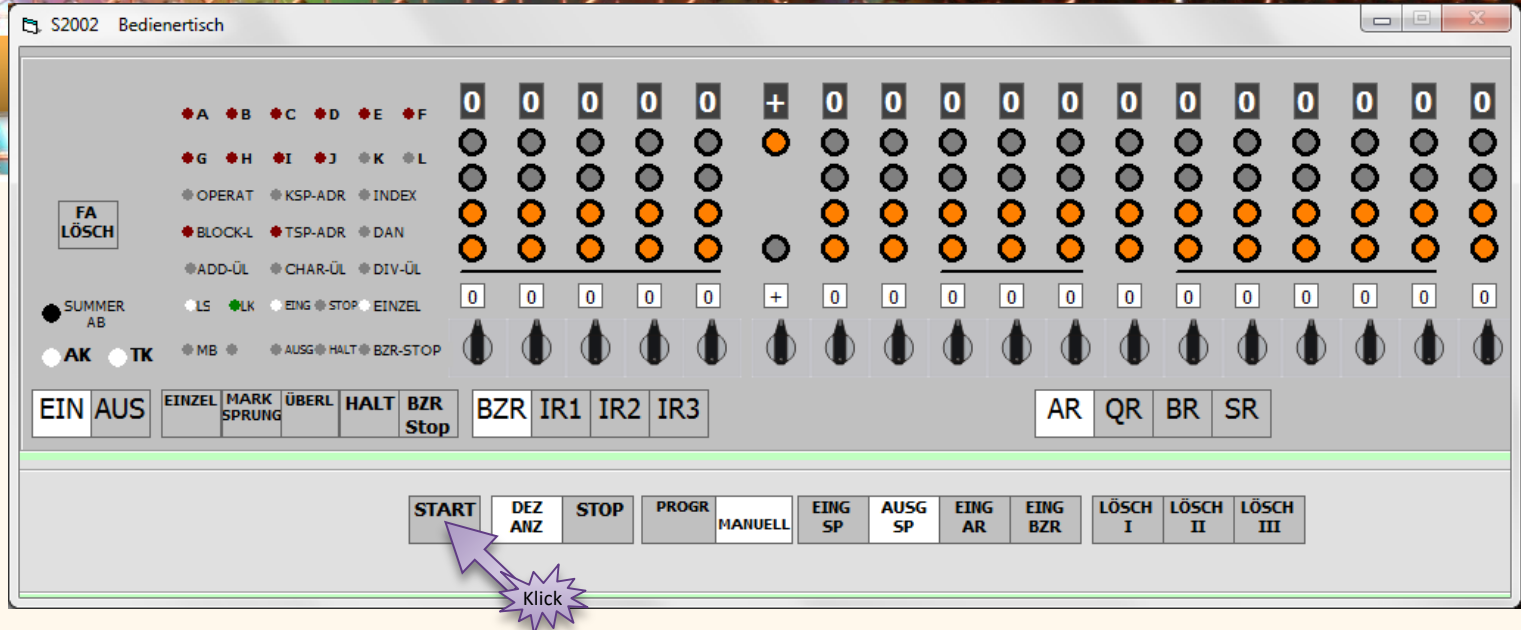 S2002 Bedienertisch
0 0 0 0 0 + 0 0 0 0 0 0 0 0 0 0 0 0
A B C D E F
G H I J K L
OPERAT KSP-ADR INDEX
FA
LÖSCH
BLOCK-L TSP-ADR DAN
ADD-ÜL CHAR-ÜL DIV-ÜL
SUMMER
AB
LS LK EING STOP EINZEL
0 0 0 0 0 + 0 0 0 0 0 0 0 0 0 0 0 0
AK TK
MB AUSG HALT BZR-STOP
EIN AUS
EINZEL
MARK
SPRUNG
ÜBERL
HALT
BZR
Stop
BZR IR1 IR2 IR3
AR QR BR SR
START
DEZ
ANZ
STOP
PROGR
MANUELL
EING
SP
AUSG
SP
EING
AR
EING
BZR
LÖSCH
I
LÖSCH
II
LÖSCH
III
Klick